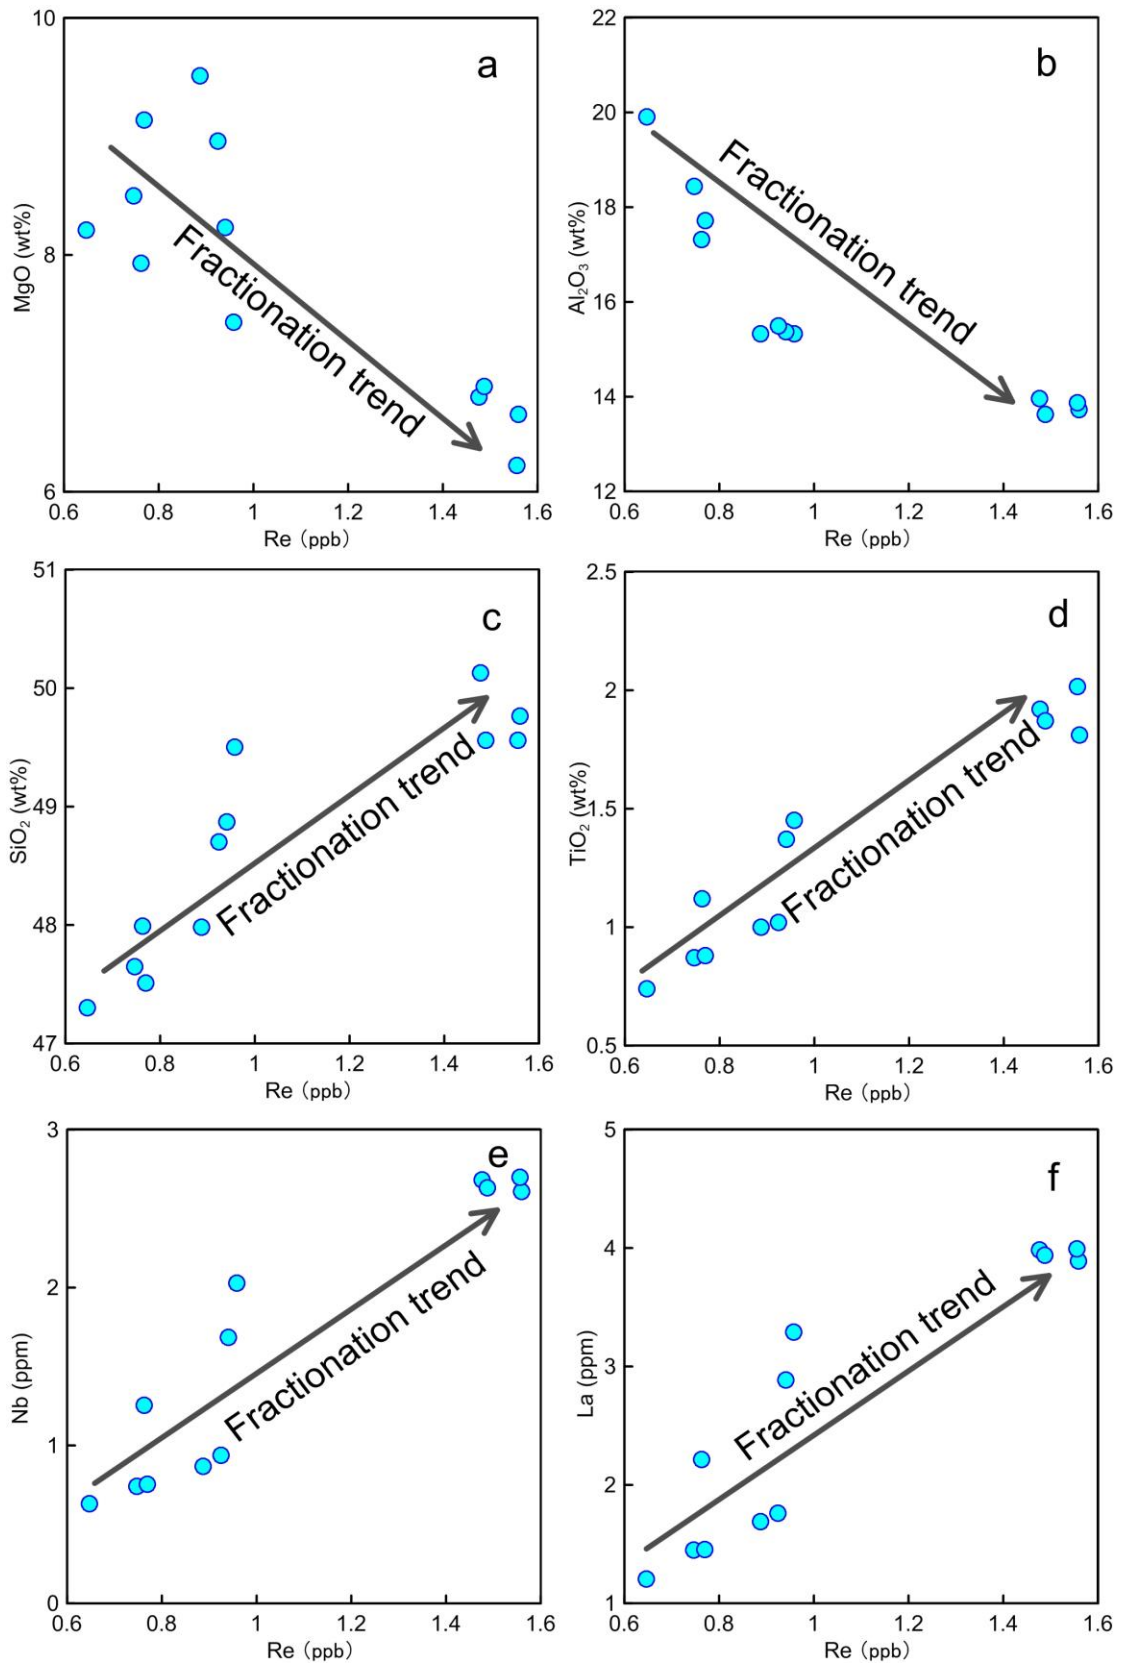 10
a
8
6
MgO (wt%)
Fractionation trend
0.6 0.8 1 1.2 1.4 1.6
Re (ppb)
22
b
20
18
16
14
12
Al₂O₃ (wt%)
Fractionation trend
0.6 0.8 1 1.2 1.4 1.6
Re (ppb)
51
c
50
49
48
47
SiO₂ (wt%)
Fractionation trend
0.6 0.8 1 1.2 1.4 1.6
Re (ppb)
2.5
d
2
1.5
1
0.5
TiO₂ (wt%)
Fractionation trend
0.6 0.8 1 1.2 1.4 1.6
Re (ppb)
3
e
2
1
0
Nb (ppm)
Fractionation trend
0.6 0.8 1 1.2 1.4 1.6
Re (ppb)
5
f
4
3
2
1
La (ppm)
Fractionation trend
0.6 0.8 1 1.2 1.4 1.6
Re (ppb)